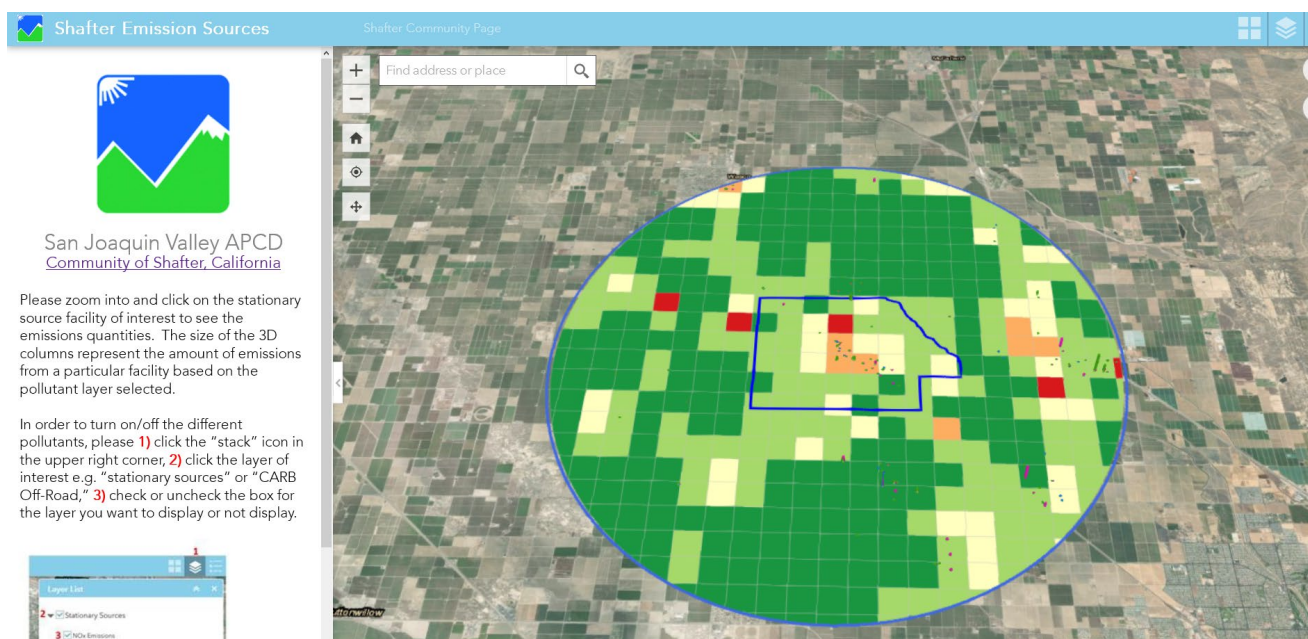 Shafter Emission Sources
Shafter Community Page
Find address or place
San Joaquin Valley APCD
Community of Shafter, California
Please zoom into and click on the stationary
source facility of interest to see the
emissions quantities.  The size of the 3D
columns represent the amount of emissions
from a particular facility based on the
pollutant layer selected.
In order to turn on/off the different
pollutants, please 1) click the “stack” icon in
the upper right corner, 2) click the layer of
interest e.g. “stationary sources” or “CARB
Off-Road,” 3) check or uncheck the box for
the layer you want to display or not display.
1
Layer List
2 Stationary Sources
3 NOx Emissions
ttonwillow